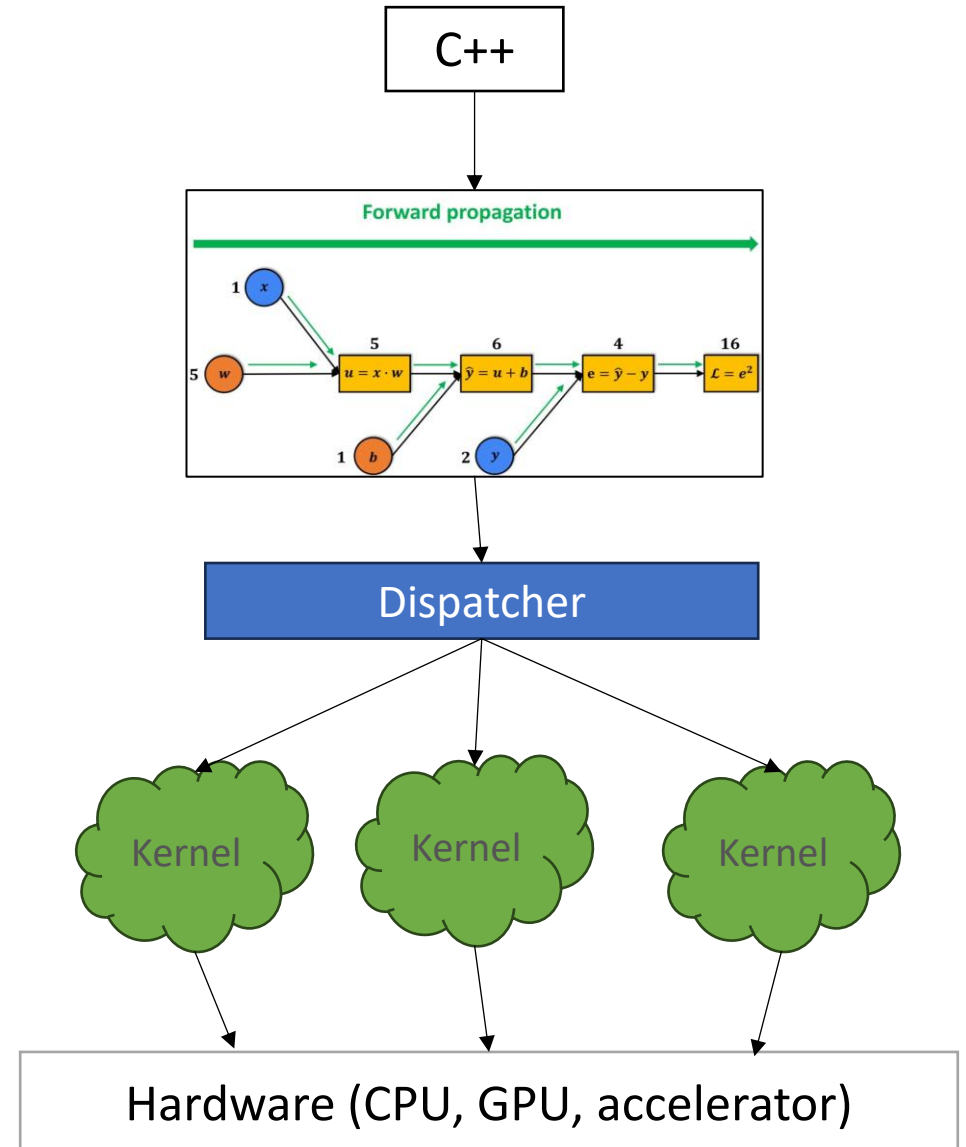 C++
Forward propagation
1 x
5 6 4 16
5 w u = x · w ŷ = u + b e = ŷ − y ℒ = e²
1 b 2 y
Dispatcher
Kernel Kernel Kernel
Hardware (CPU, GPU, accelerator)